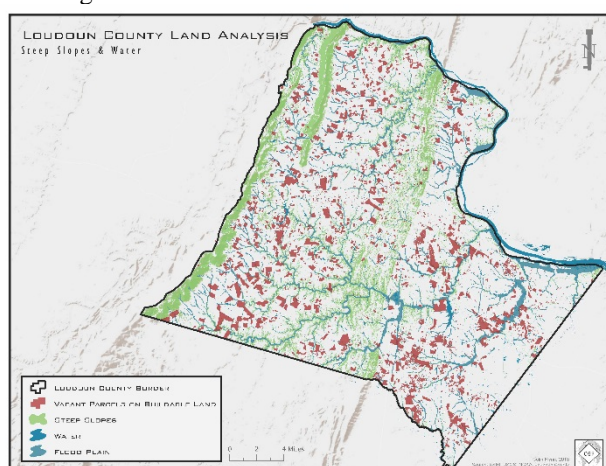 LOUDOUN COUNTY LAND ANALYSIS
Steep Slopes & Water
N
LOUDOUN COUNTY BORDER
VACANT PARCELS ON BUILDABLE LAND
STEEP SLOPES
WATER
FLOOD PLAIN
0 2 4 MILES